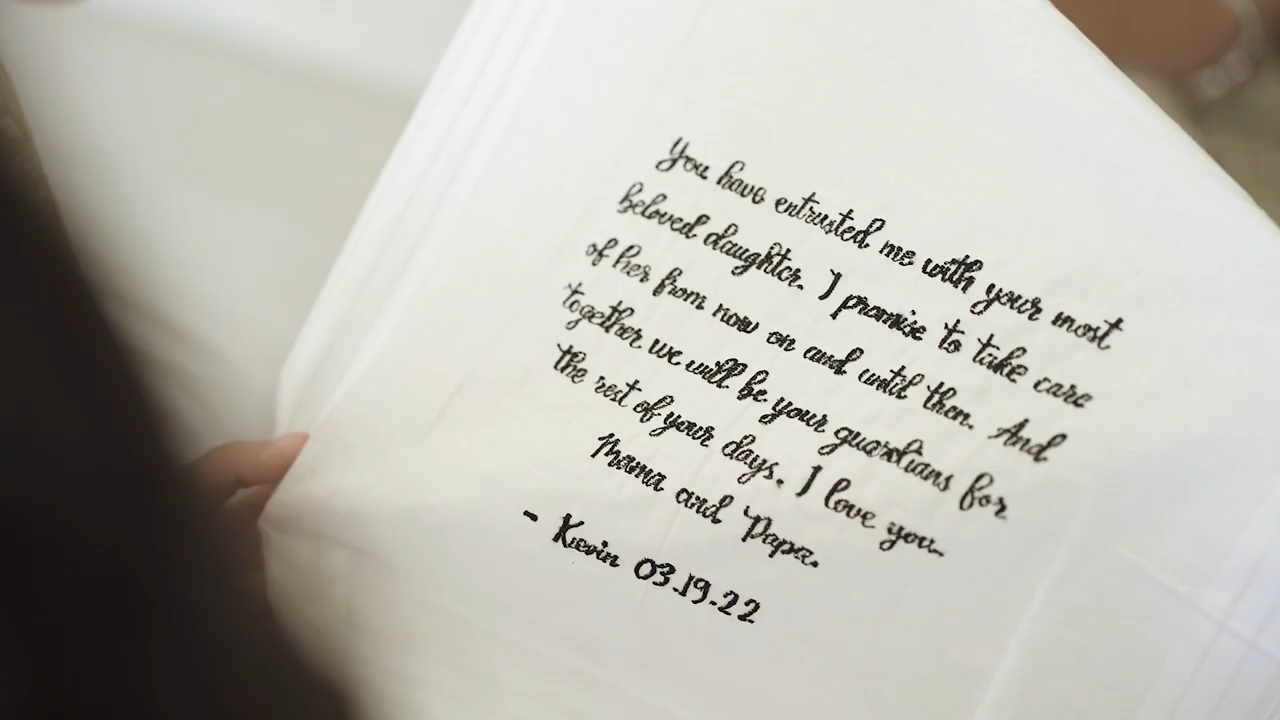 You have entrusted me with your most
beloved daughter. I promise to take care
of her from now on and until then. And
together we will be your guardians for
the rest of your days. I love you
Mama and Papa.
- Kevin 03.19.22